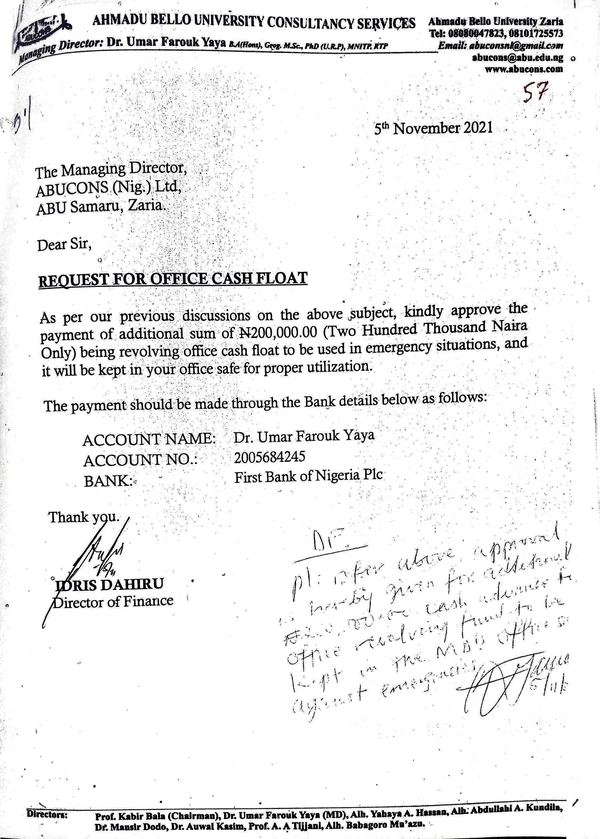 AHMADU BELLO UNIVERSITY CONSULTANCY SERVICES
Managing Director: Dr. Umar Farouk Yaya B.A(Hons), Geog. M.Sc., PhD (U.R.P), MNITP, RTP
Ahmadu Bello University Zaria
Tel: 08080047823, 08101725573
Email: abuconsnl@gmail.com
abucons@abu.edu.ng
www.abucons.com
57
5th November 2021
The Managing Director,
ABUCONS (Nig.) Ltd,
ABU Samaru, Zaria.
Dear Sir,
REQUEST FOR OFFICE CASH FLOAT
As per our previous discussions on the above subject, kindly approve the
payment of additional sum of ₦200,000.00 (Two Hundred Thousand Naira
Only) being revolving office cash float to be used in emergency situations, and
it will be kept in your office safe for proper utilization.
The payment should be made through the Bank details below as follows:
ACCOUNT NAME: Dr. Umar Farouk Yaya
ACCOUNT NO.: 2005684245
BANK: First Bank of Nigeria Plc
Thank you.
IDRIS DAHIRU
Director of Finance
DF
pl. refer above, approval
is hereby given for additional
cash advance
office revolving fund to be
kept in the MD's office
against emergencies
Directors: Prof. Kabir Bala (Chairman), Dr. Umar Farouk Yaya (MD), Alh. Yahaya A. Hassan, Alh. Abdullahi A. Kundila,
Dr. Mansir Dodo, Dr. Auwal Kasim, Prof. A. A Tijjani, Alh. Babagoro Mu'azu.